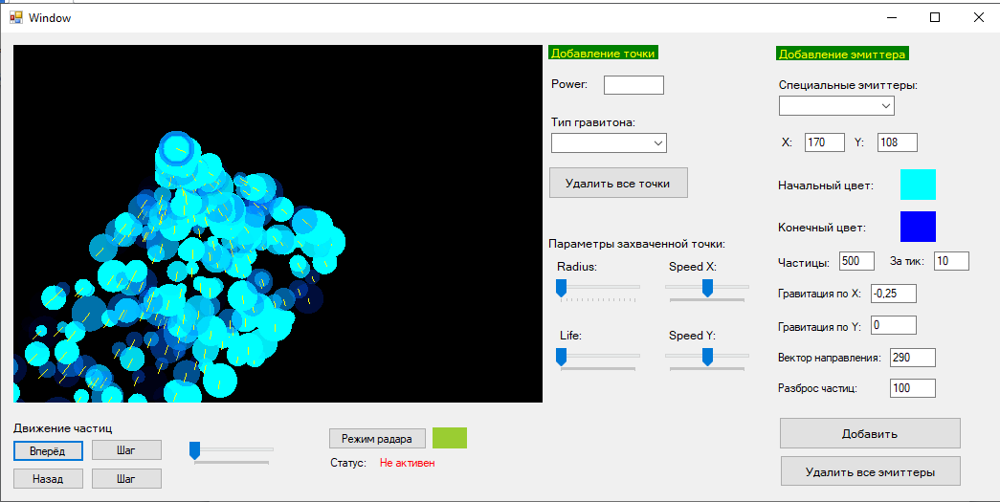 Window
Добавление точки
Power:
Тип гравитона:
Удалить все точки
Параметры захваченной точки:
Radius:
Speed X:
Life:
Speed Y:
Добавление эмиттера
Специальные эмиттеры:
X: 170 Y: 108
Начальный цвет:
Конечный цвет:
Частицы: 500 За тик: 10
Гравитация по X: -0,25
Гравитация по Y: 0
Вектор направления: 290
Разброс частиц: 100
Добавить
Удалить все эмиттеры
Движение частиц
Вперёд Шаг
Назад Шаг
Режим радара
Статус: Не активен